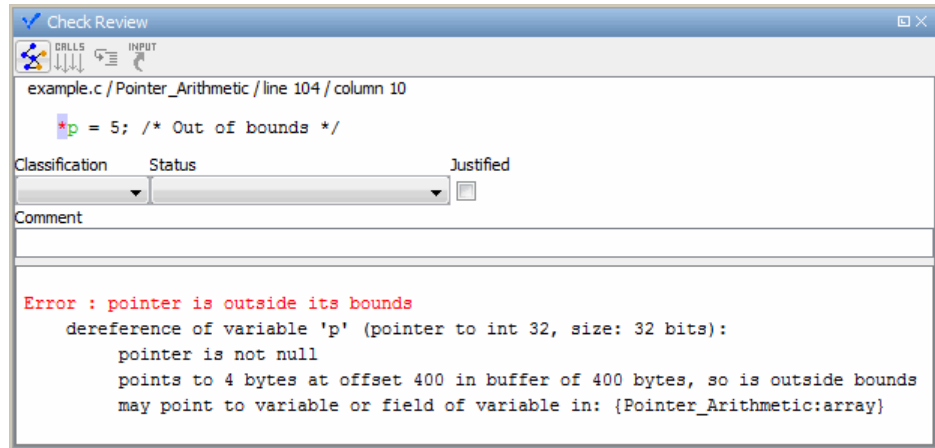 Check Review
CALLS INPUT
example.c / Pointer_Arithmetic / line 104 / column 10
*p = 5; /* Out of bounds */
Classification Status Justified
Comment
Error : pointer is outside its bounds
dereference of variable 'p' (pointer to int 32, size: 32 bits):
pointer is not null
points to 4 bytes at offset 400 in buffer of 400 bytes, so is outside bounds
may point to variable or field of variable in: {Pointer_Arithmetic:array}